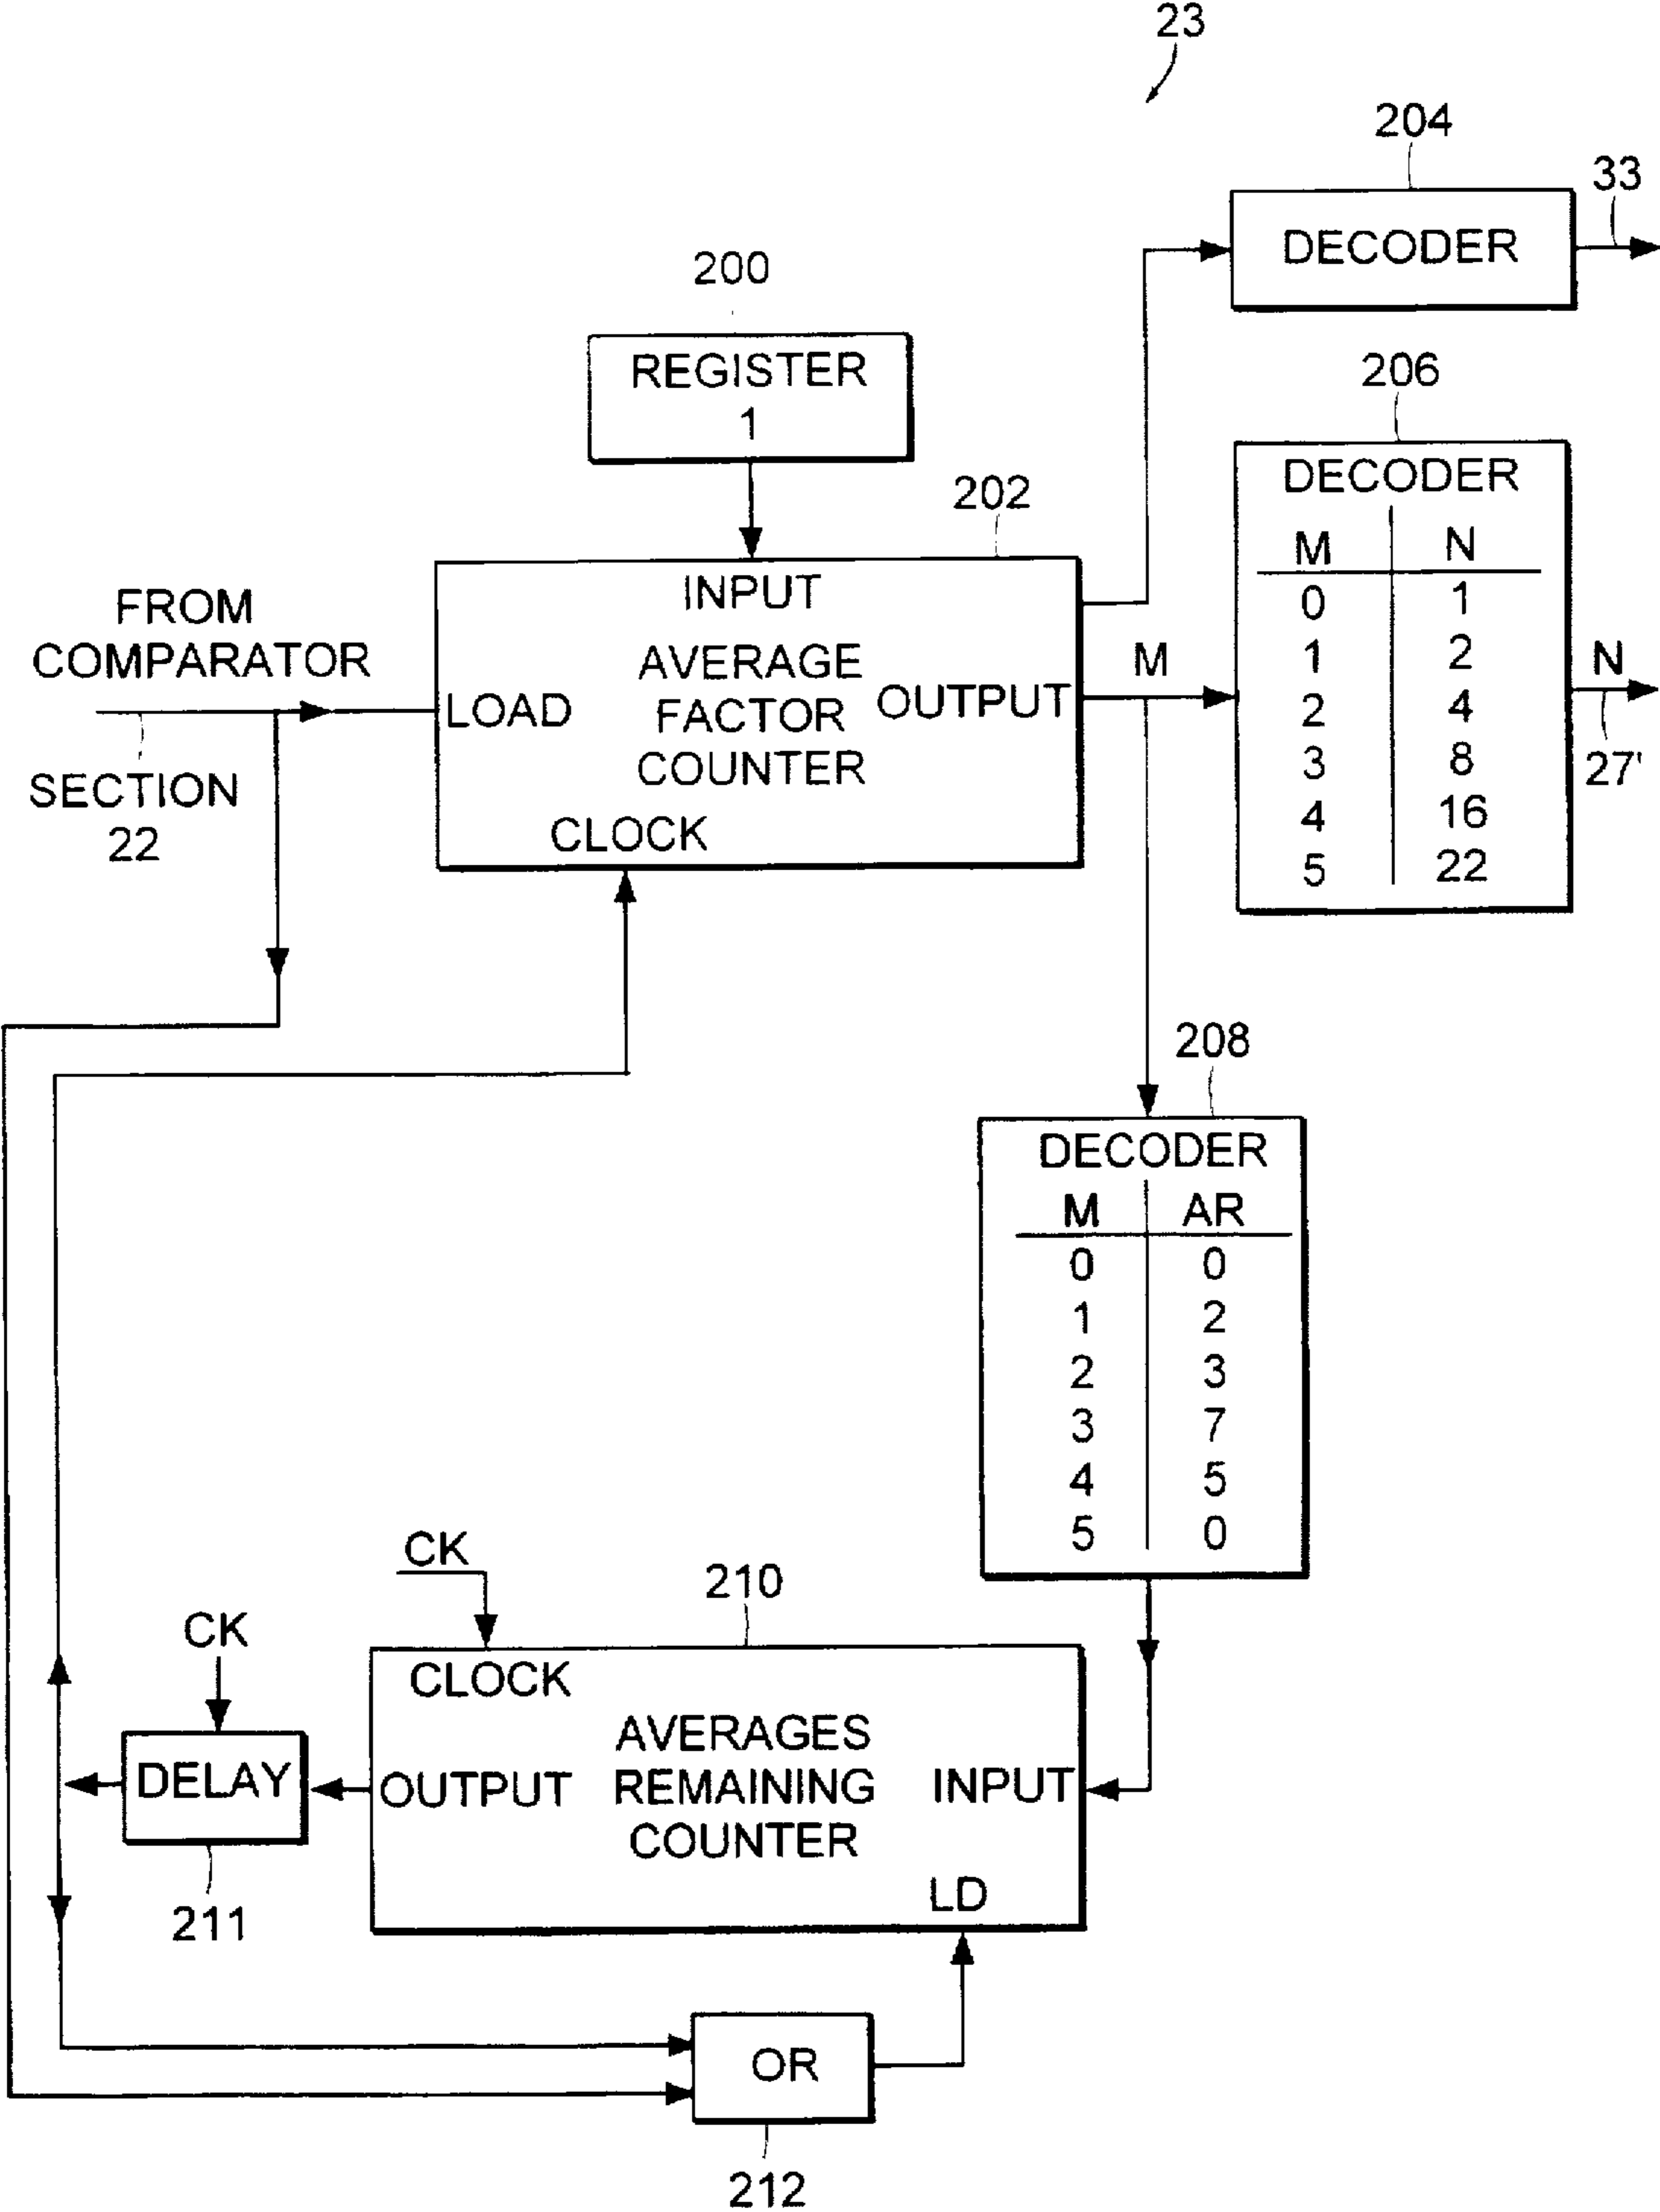 23
204
33
DECODER
200
REGISTER
1
206
DECODER
M N
0 1
1 2
2 4
3 8
4 16
5 22
N
27'
202
INPUT
AVERAGE
FACTOR
COUNTER
LOAD
OUTPUT
CLOCK
M
FROM
COMPARATOR
SECTION
22
208
DECODER
M AR
0 0
1 2
2 3
3 7
4 5
5 0
CK
210
CK
CLOCK
AVERAGES
REMAINING
COUNTER
OUTPUT
INPUT
LD
DELAY
211
OR
212